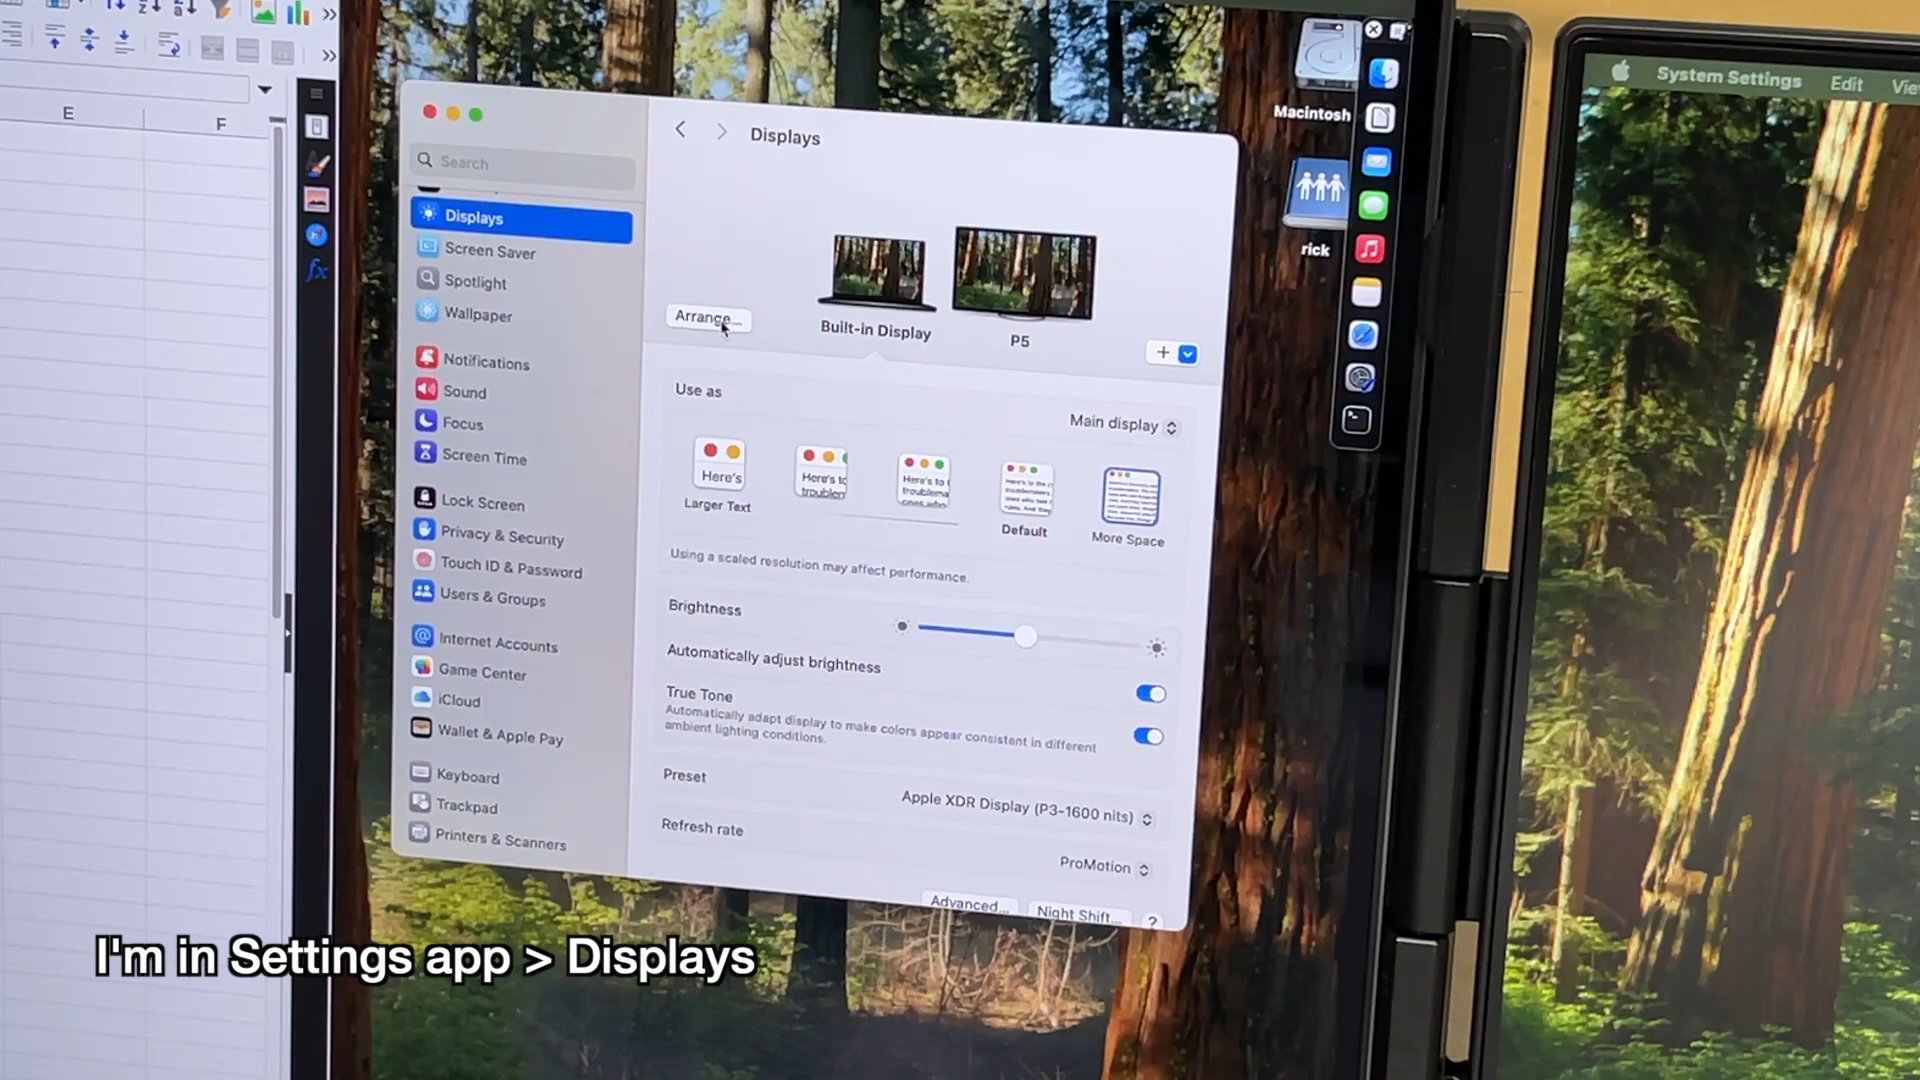 E
F
Macintosh
rick
System Settings
Edit
Displays
Search
Displays
Screen Saver
Spotlight
Wallpaper
Notifications
Sound
Focus
Screen Time
Lock Screen
Privacy & Security
Touch ID & Password
Users & Groups
Internet Accounts
Game Center
iCloud
Wallet & Apple Pay
Keyboard
Trackpad
Printers & Scanners
Arrange...
Built-in Display
P5
Use as
Main display
Here's
Larger Text
Default
More Space
Using a scaled resolution may affect performance.
Brightness
Automatically adjust brightness
True Tone
Automatically adapt display to make colors appear consistent in different
ambient lighting conditions.
Preset
Apple XDR Display (P3-1600 nits)
Refresh rate
ProMotion
Advanced...
Night Shift...
?
I'm in Settings app > Displays